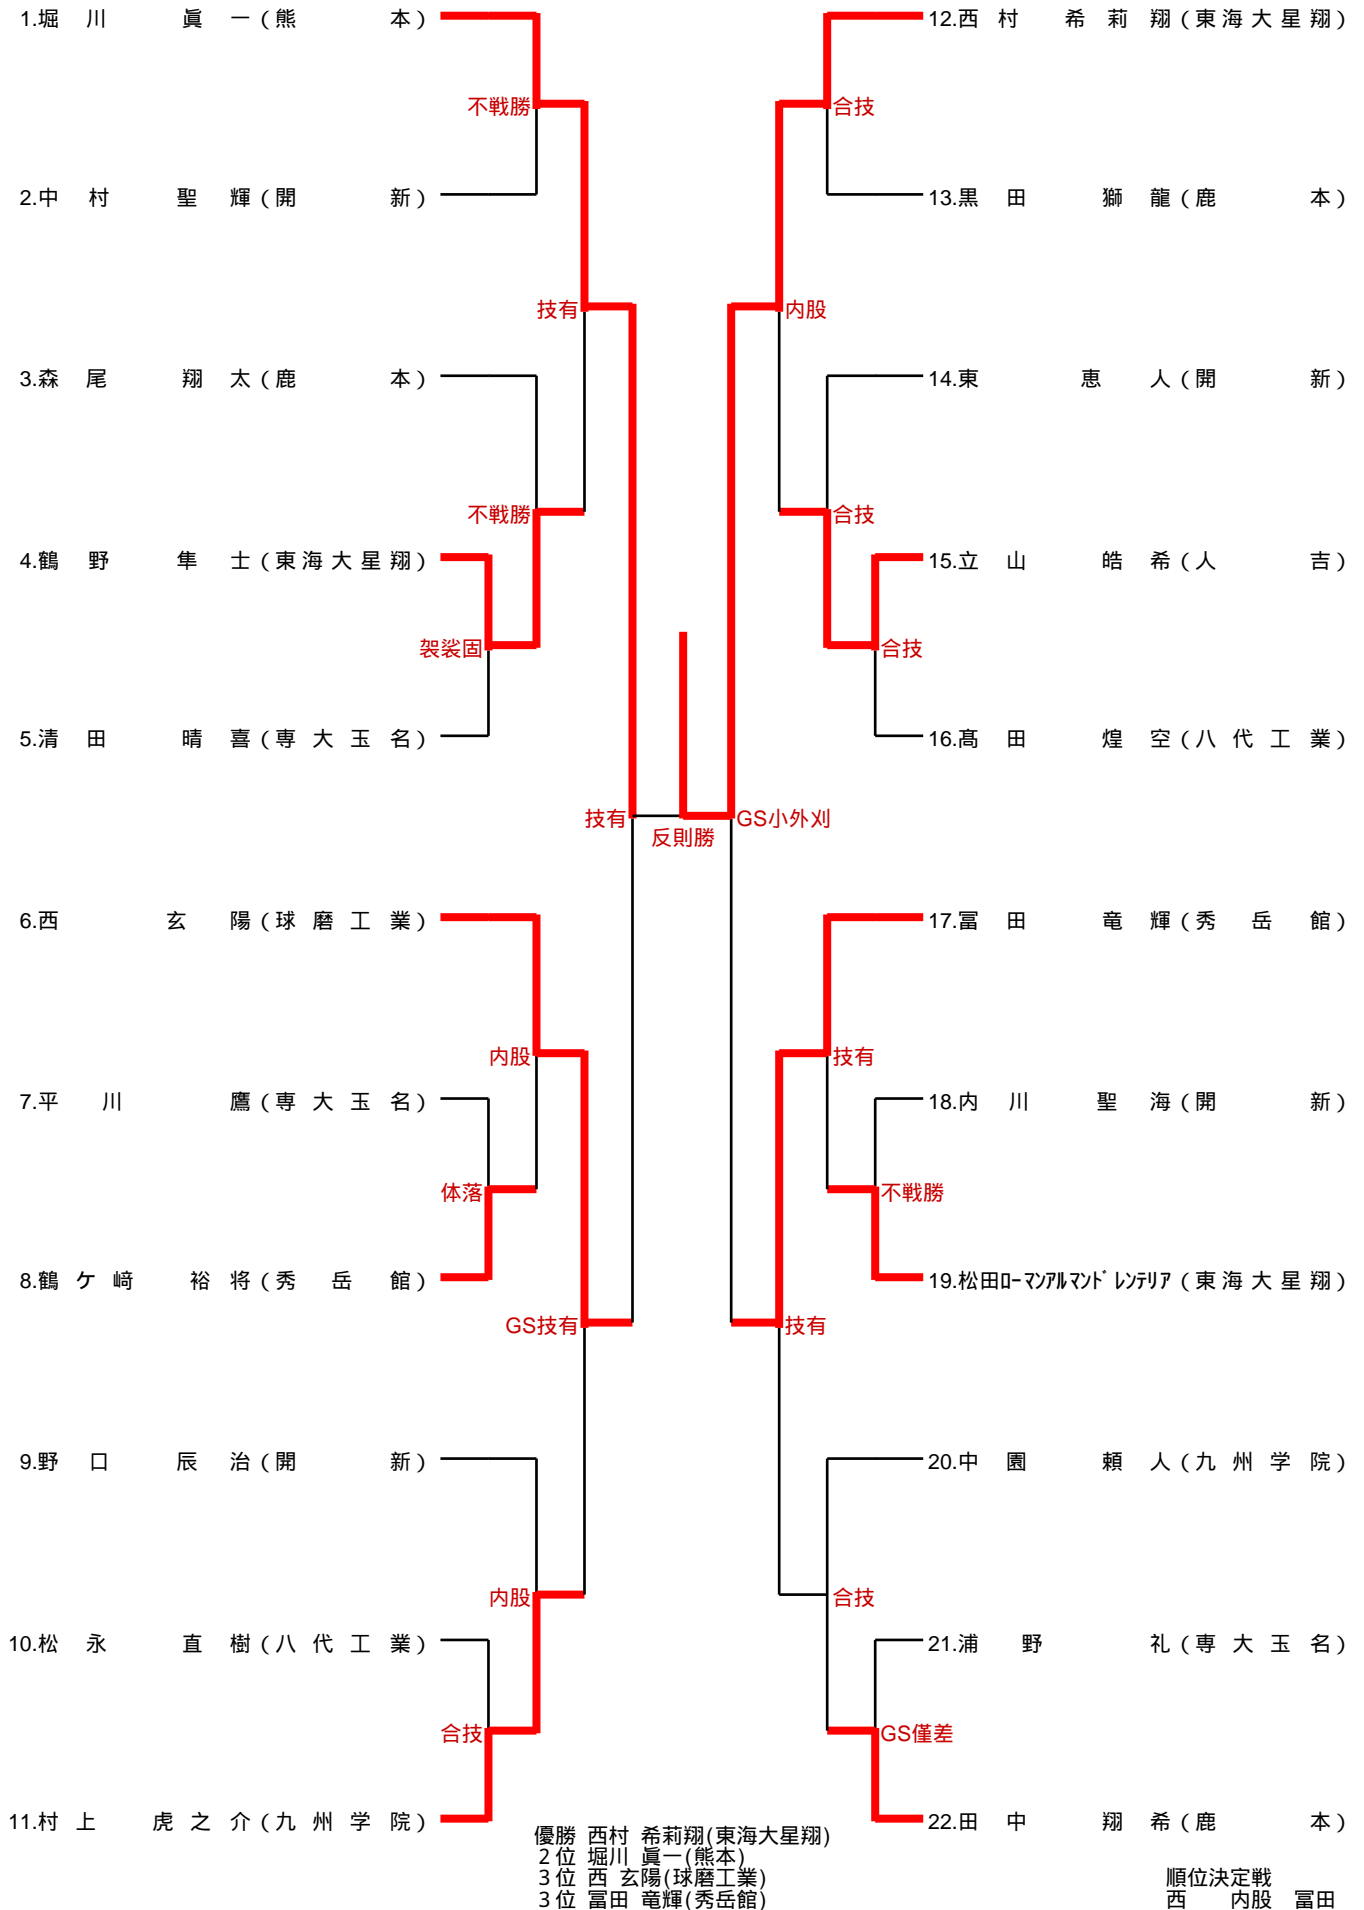 1.堀川 眞一(熊本)
不戦勝
2.中村 聖輝(開新)
技有
3.森尾 翔太(鹿本)
不戦勝
4.鶴野 隼士(東海大星翔)
袈裟固
5.清田 晴喜(専大玉名)
技有
6.西 玄陽(球磨工業)
内股
7.平川 鷹(専大玉名)
体落
8.鶴ケ﨑 裕将(秀岳館)
GS技有
9.野口 辰治(開新)
内股
10.松永 直樹(八代工業)
合技
11.村上 虎之介(九州学院)
反則勝
12.西村 希莉翔(東海大星翔)
合技
13.黒田 獅龍(鹿本)
内股
14.東 恵人(開新)
合技
15.立山 皓希(人吉)
合技
16.髙田 煌空(八代工業)
GS小外刈
17.冨田 竜輝(秀岳館)
技有
18.内川 聖海(開新)
不戦勝
19.松田ﾛｰﾏﾝｱﾙﾏﾝﾄﾞﾚﾝﾃﾘｱ(東海大星翔)
技有
20.中園 頼人(九州学院)
合技
21.浦野 礼(専大玉名)
GS僅差
22.田中 翔希(鹿本)
優勝 西村 希莉翔(東海大星翔)
2位 堀川 眞一(熊本)
3位 西 玄陽(球磨工業)
3位 冨田 竜輝(秀岳館)
順位決定戦
西 内股 冨田